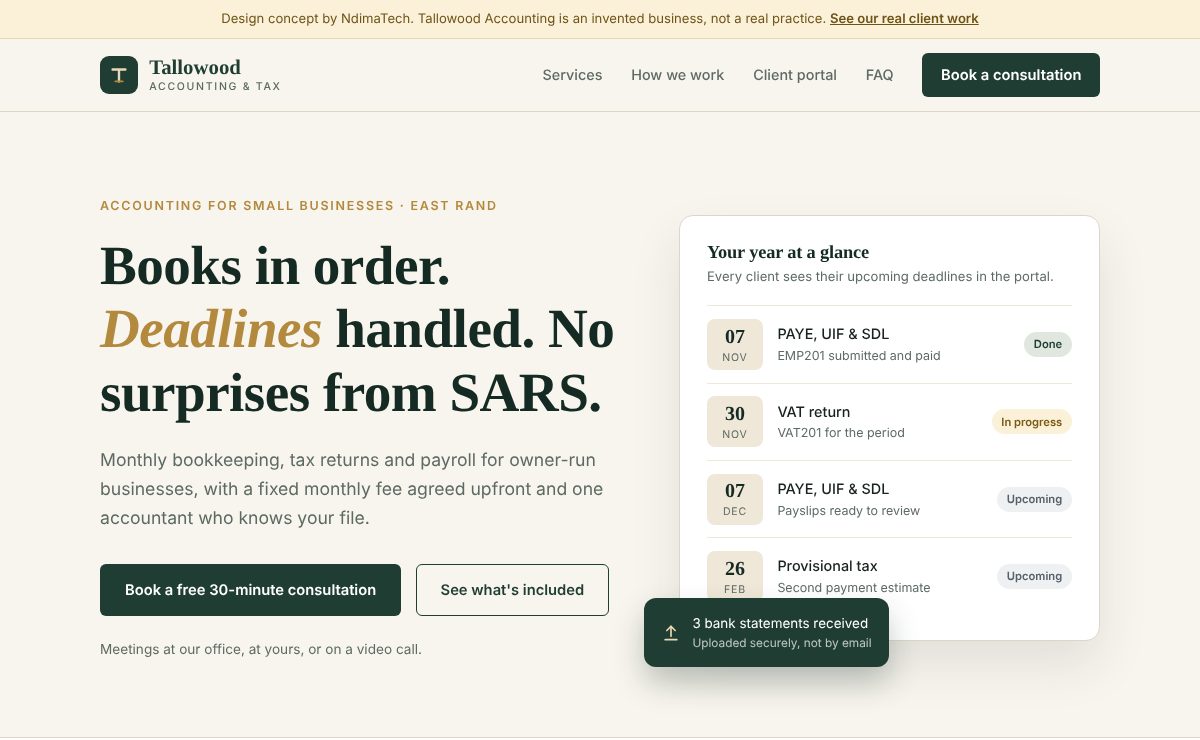 Design concept by NdimaTech. Tallowood Accounting is an invented business, not a real practice. See our real client work
T
Tallowood
ACCOUNTING & TAX
Services
How we work
Client portal
FAQ
Book a consultation
ACCOUNTING FOR SMALL BUSINESSES · EAST RAND
Books in order.
Deadlines handled. No
surprises from SARS.
Monthly bookkeeping, tax returns and payroll for owner-run
businesses, with a fixed monthly fee agreed upfront and one
accountant who knows your file.
Book a free 30-minute consultation
See what's included
Meetings at our office, at yours, or on a video call.
Your year at a glance
Every client sees their upcoming deadlines in the portal.
07
NOV
PAYE, UIF & SDL
EMP201 submitted and paid
Done
30
NOV
VAT return
VAT201 for the period
In progress
07
DEC
PAYE, UIF & SDL
Payslips ready to review
Upcoming
26
FEB
Provisional tax
Second payment estimate
Upcoming
3 bank statements received
Uploaded securely, not by email